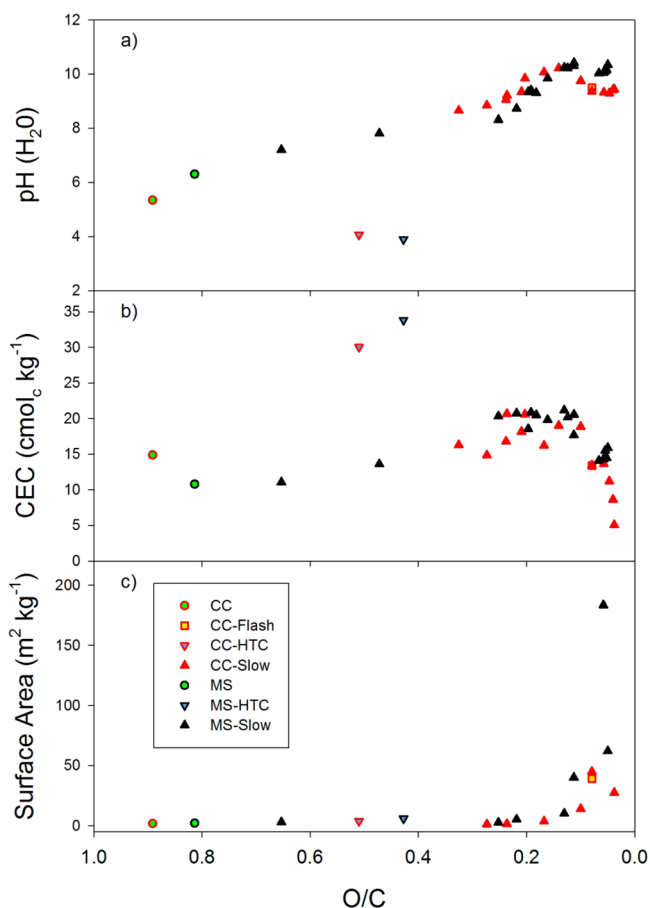 a)
12
10
8
6
4
2
pH (H20)
b)
35
30
25
20
15
10
5
0
CEC (cmolc kg-1)
c)
200
150
100
50
0
Surface Area (m2 kg-1)
CC
CC-Flash
CC-HTC
CC-Slow
MS
MS-HTC
MS-Slow
1.0 0.8 0.6 0.4 0.2 0.0
O/C